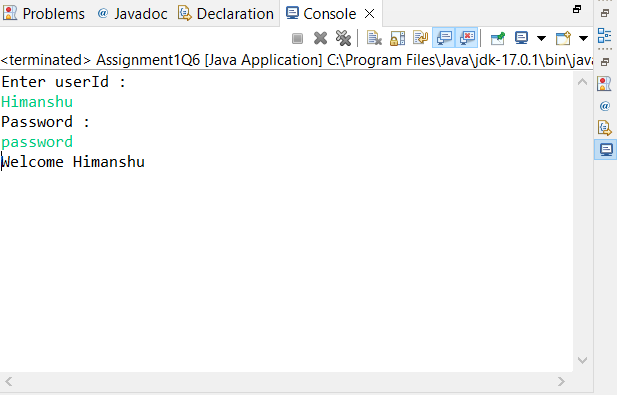 Problems @ Javadoc Declaration Console
<terminated> Assignment1Q6 [Java Application] C:\Program Files\Java\jdk-17.0.1\bin\java
Enter userId :
Himanshu
Password :
password
Welcome Himanshu